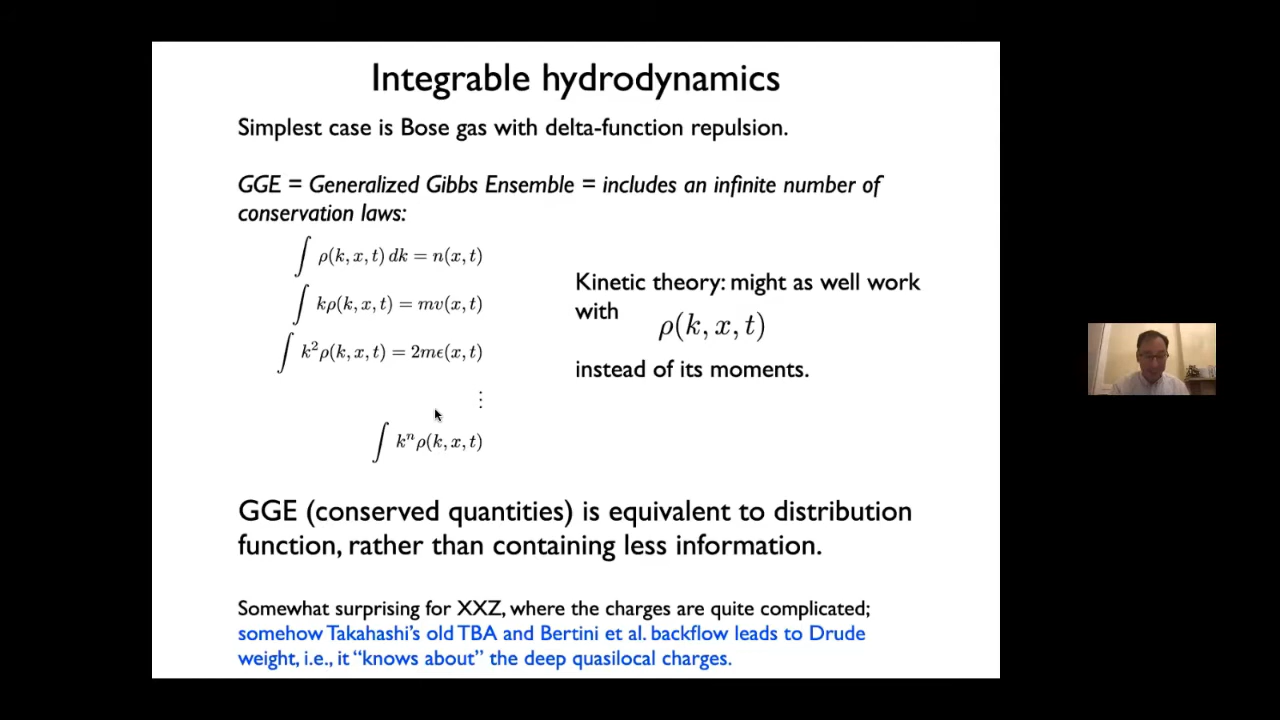 Integrable hydrodynamics
Simplest case is Bose gas with delta-function repulsion.
GGE = Generalized Gibbs Ensemble = includes an infinite number of
conservation laws:
∫ ρ(k, x, t) dk = n(x, t)
∫ kρ(k, x, t) = mv(x, t)
∫ k²ρ(k, x, t) = 2mϵ(x, t)
⋮
∫ kⁿρ(k, x, t)
Kinetic theory: might as well work
with ρ(k, x, t)
instead of its moments.
GGE (conserved quantities) is equivalent to distribution
function, rather than containing less information.
Somewhat surprising for XXZ, where the charges are quite complicated;
somehow Takahashi's old TBA and Bertini et al. backflow leads to Drude
weight, i.e., it “knows about” the deep quasilocal charges.